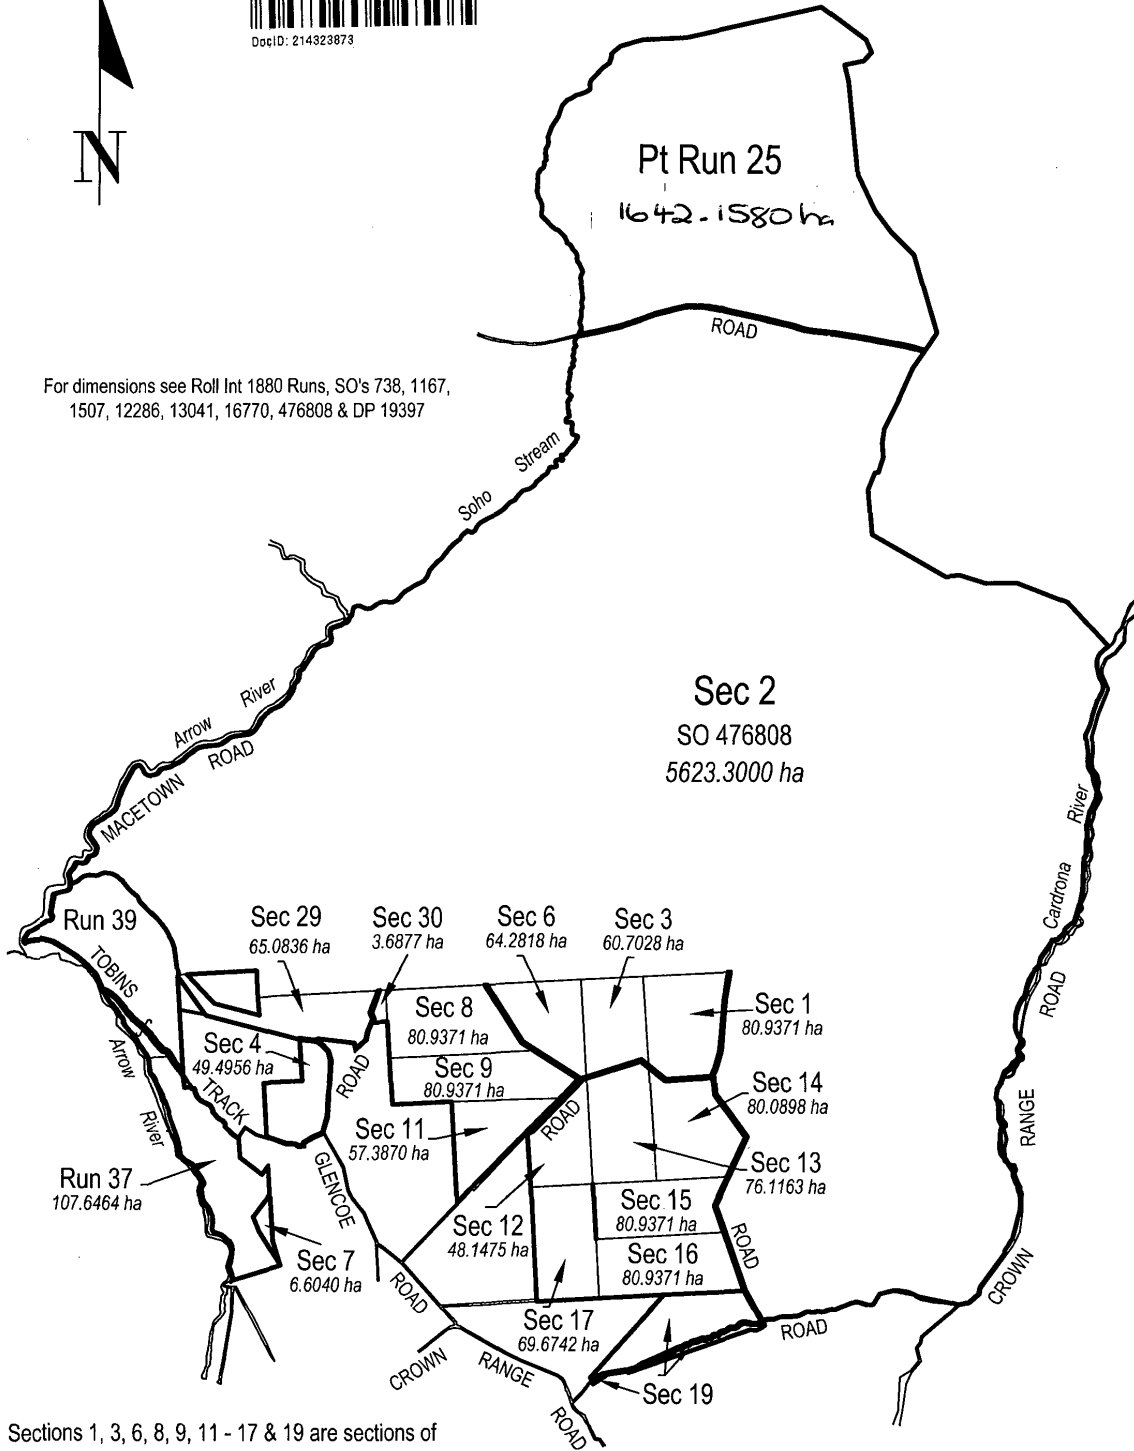 DocID: 214323873
N
Pt Run 25
1642.1580 ha
ROAD
For dimensions see Roll Int 1880 Runs, SO's 738, 1167,
1507, 12286, 13041, 16770, 476808 & DP 19397
Soho Stream
Arrow River
MACETOWN ROAD
Sec 2
SO 476808
5623.3000 ha
Cardrona River
Run 39
TOBINS TRACK
Sec 29
65.0836 ha
Sec 30
3.6877 ha
Sec 6
64.2818 ha
Sec 3
60.7028 ha
Sec 8
80.9371 ha
Sec 1
80.9371 ha
Sec 4
49.4956 ha
Sec 9
80.9371 ha
ROAD
Sec 14
80.0898 ha
Arrow River
Sec 11
57.3870 ha
ROAD
Sec 13
76.1163 ha
Run 37
107.6464 ha
GLENCOE ROAD
Sec 12
48.1475 ha
Sec 15
80.9371 ha
Sec 16
80.9371 ha
ROAD
Sec 7
6.6040 ha
Sec 17
69.6742 ha
CROWN RANGE ROAD
ROAD
CROWN RANGE ROAD
Sec 19
Sections 1, 3, 6, 8, 9, 11 - 17 & 19 are sections of